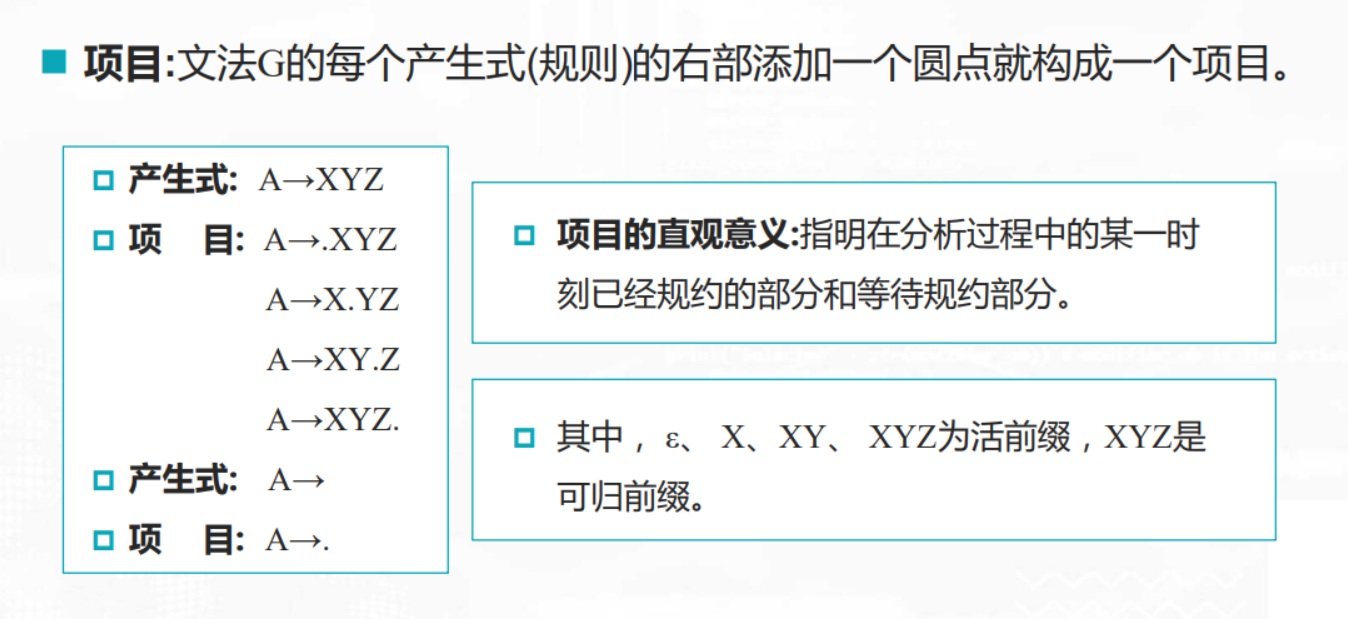 项目:文法G的每个产生式(规则)的右部添加一个圆点就构成一个项目。
产生式: A→XYZ
项 目: A→.XYZ
A→X.YZ
A→XY.Z
A→XYZ.
产生式: A→
项 目: A→.
项目的直观意义:指明在分析过程中的某一时
刻已经规约的部分和等待规约部分。
其中，ε、 X、XY、 XYZ为活前缀，XYZ是
可归前缀。